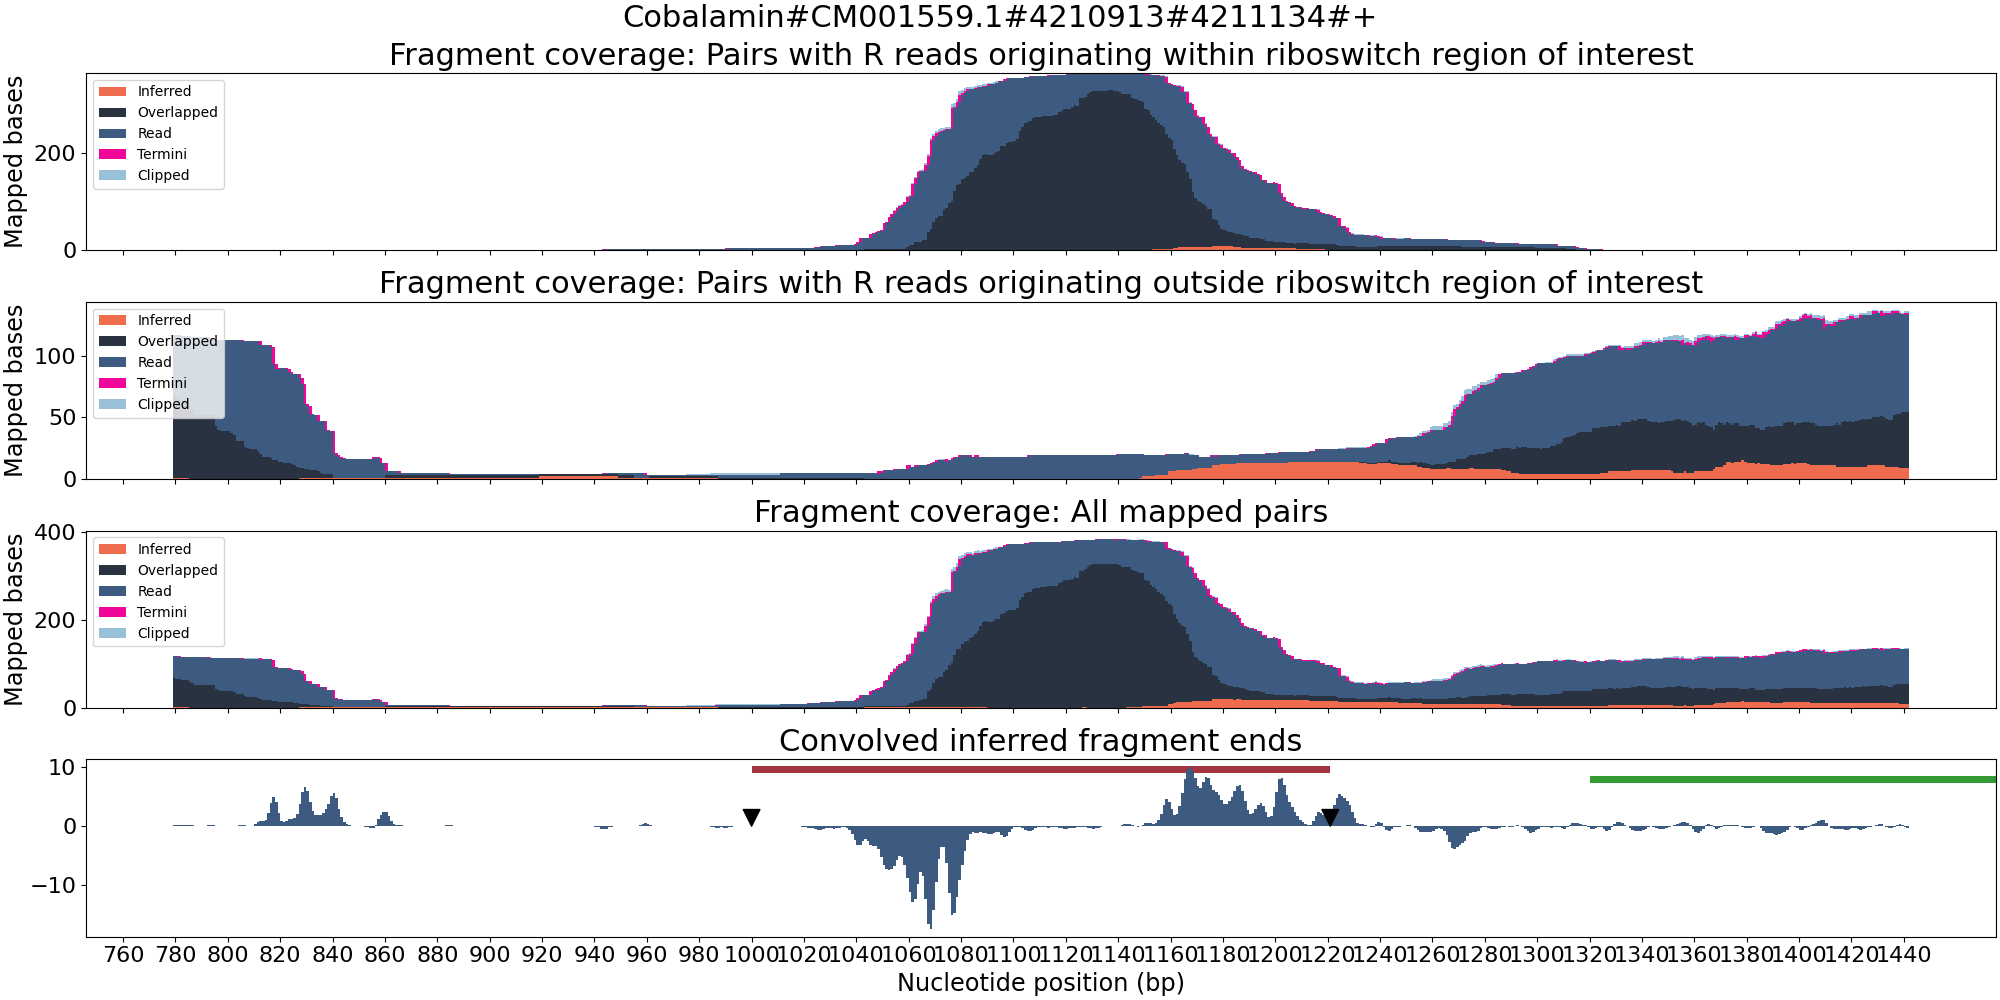 Cobalamin#CM001559.1#4210913#4211134#+
Fragment coverage: Pairs with R reads originating within riboswitch region of interest
Mapped bases
200
0
Inferred
Overlapped
Read
Termini
Clipped
Fragment coverage: Pairs with R reads originating outside riboswitch region of interest
Mapped bases
100
50
0
Inferred
Overlapped
Read
Termini
Clipped
Fragment coverage: All mapped pairs
Mapped bases
400
200
0
Inferred
Overlapped
Read
Termini
Clipped
Convolved inferred fragment ends
10
0
−10
760 780 800 820 840 860 880 900 920 940 960 980 1000 1020 1040 1060 1080 1100 1120 1140 1160 1180 1200 1220 1240 1260 1280 1300 1320 1340 1360 1380 1400 1420 1440
Nucleotide position (bp)